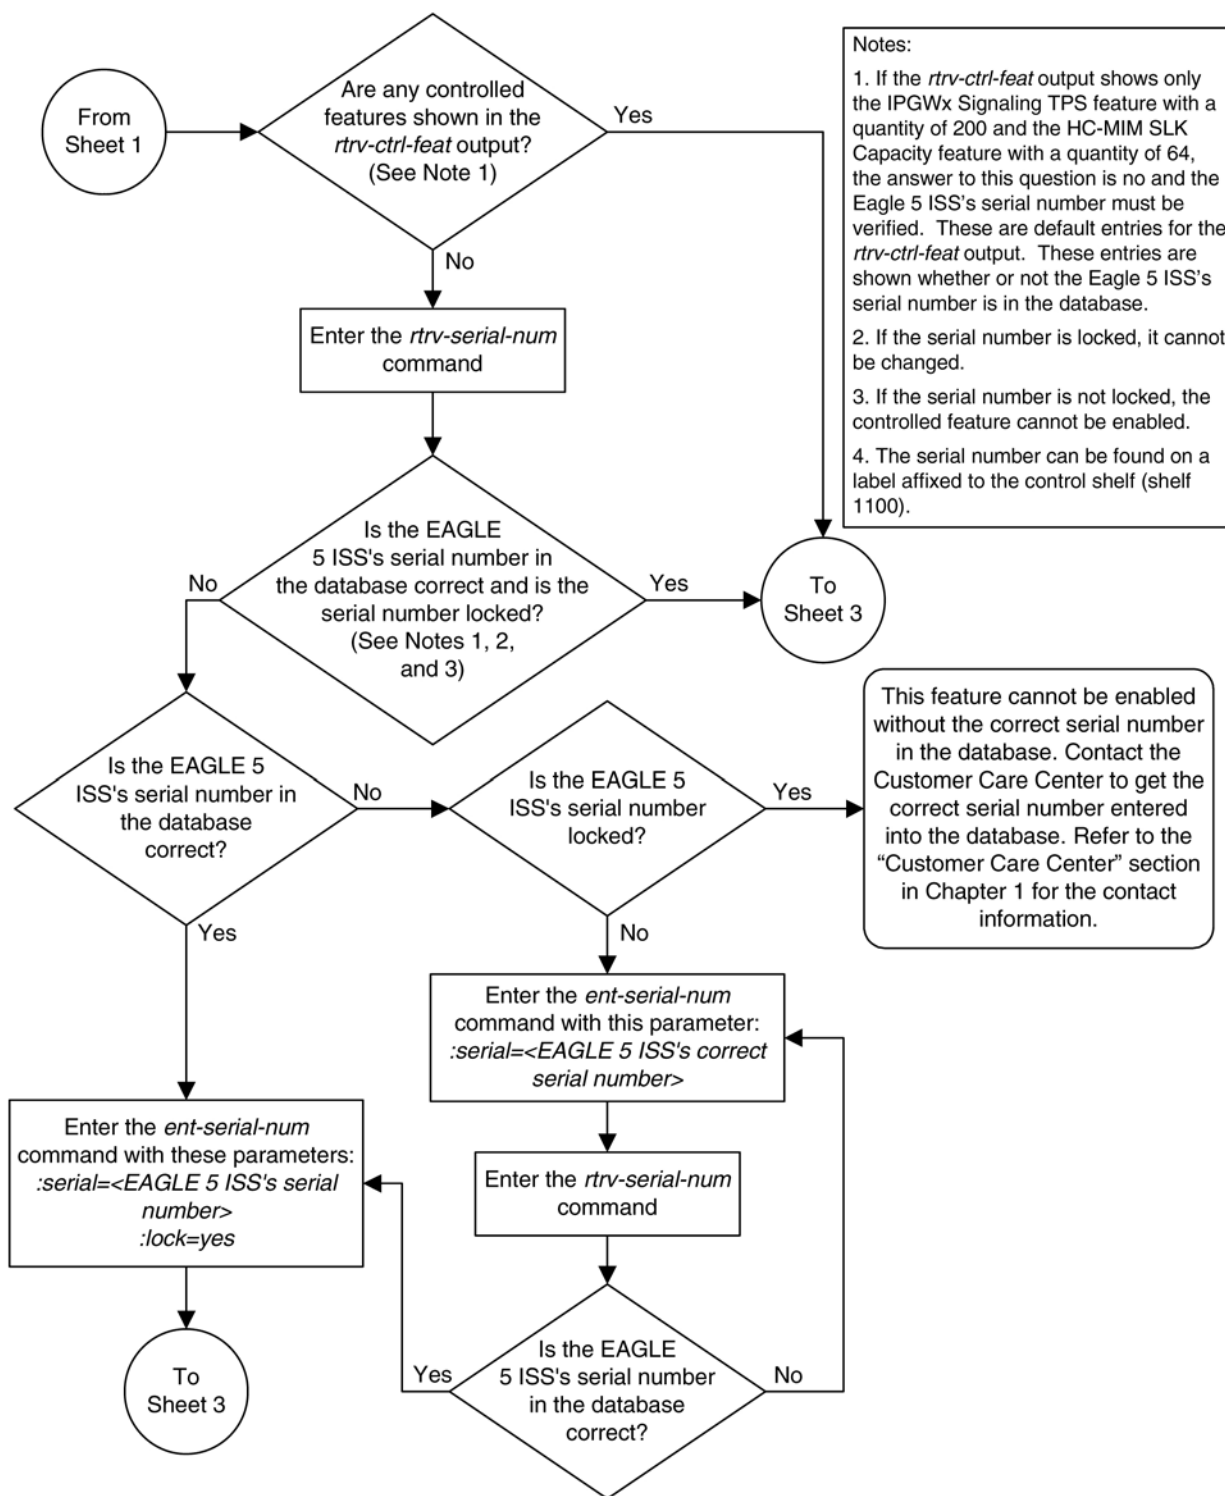 From
Sheet 1
Are any controlled
features shown in the
rtrv-ctrl-feat output?
(See Note 1)
Yes
No
Notes:
1. If the rtrv-ctrl-feat output shows only
the IPGWx Signaling TPS feature with a
quantity of 200 and the HC-MIM SLK
Capacity feature with a quantity of 64,
the answer to this question is no and the
Eagle 5 ISS's serial number must be
verified. These are default entries for the
rtrv-ctrl-feat output. These entries are
shown whether or not the Eagle 5 ISS's
serial number is in the database.
2. If the serial number is locked, it cannot
be changed.
3. If the serial number is not locked, the
controlled feature cannot be enabled.
4. The serial number can be found on a
label affixed to the control shelf (shelf
1100).
Enter the rtrv-serial-num
command
Is the EAGLE
5 ISS's serial number in
the database correct and is the
serial number locked?
(See Notes 1, 2,
and 3)
No
Yes
To
Sheet 3
Is the EAGLE 5
ISS's serial number in
the database
correct?
No
Yes
Is the EAGLE 5
ISS's serial number
locked?
Yes
No
This feature cannot be enabled
without the correct serial number
in the database. Contact the
Customer Care Center to get the
correct serial number entered
into the database. Refer to the
“Customer Care Center” section
in Chapter 1 for the contact
information.
Enter the ent-serial-num
command with this parameter:
:serial=<EAGLE 5 ISS's correct
serial number>
Enter the ent-serial-num
command with these parameters:
:serial=<EAGLE 5 ISS's serial
number>
:lock=yes
Enter the rtrv-serial-num
command
Is the EAGLE
5 ISS's serial number
in the database
correct?
Yes
No
To
Sheet 3